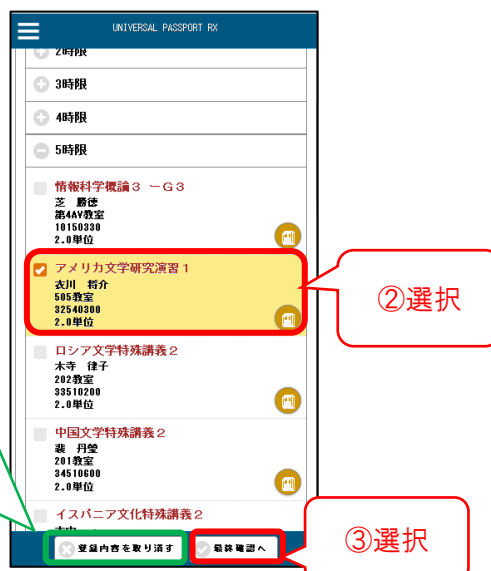 UNIVERSAL PASSPORT RX
2時限
3時限
4時限
5時限
情報科学概論3 －G3
芝 勝徳
第4AV教室
10150330
2.0単位
アメリカ文学研究演習1
衣川 将介
505教室
32540300
2.0単位
②選択
ロシア文学特殊講義2
木寺 律子
202教室
33510200
2.0単位
中国文学特殊講義2
裴 丹瑩
201教室
34510600
2.0単位
イスパニア文化特殊講義2
登録内容を取り消す
最終確認へ
③選択